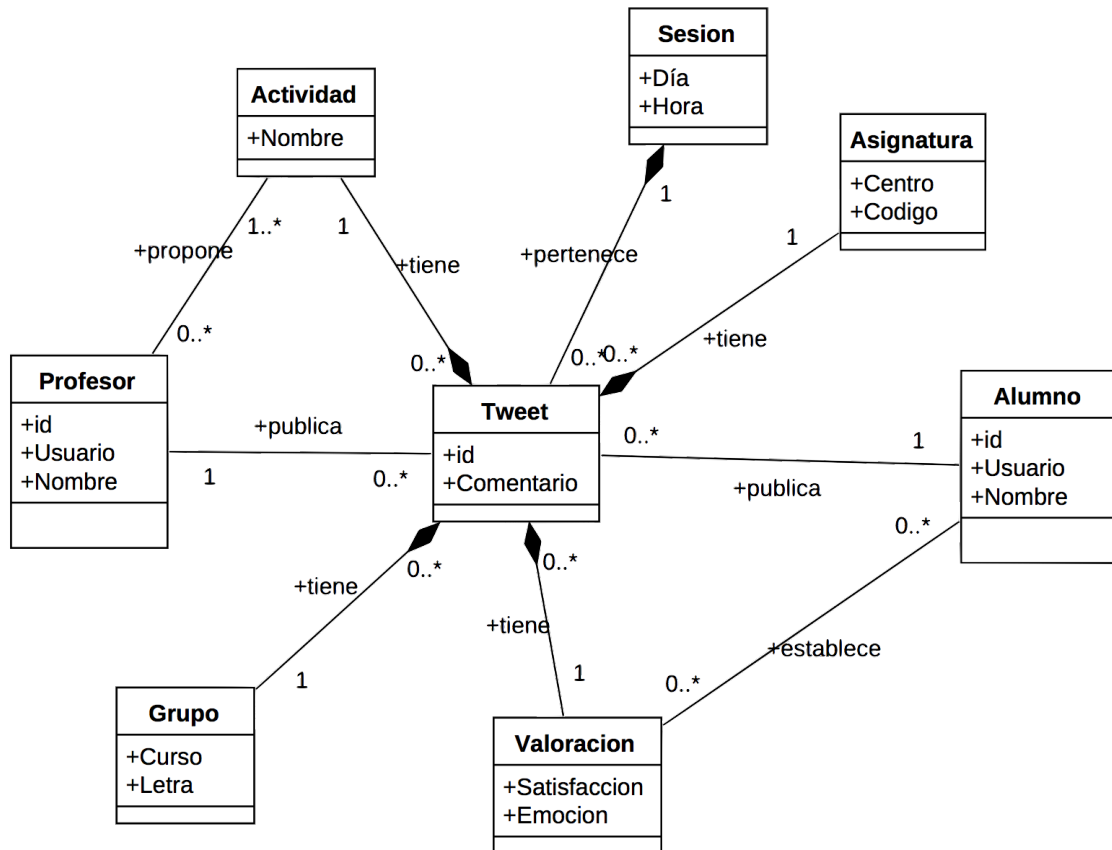 Sesion
+Día
+Hora
Actividad
+Nombre
Asignatura
+Centro
+Codigo
1
1..*
1
1
+propone
+tiene
+pertenece
+tiene
0..*
0..*
0..*
0..*
Profesor
+id
+Usuario
+Nombre
Tweet
+id
+Comentario
Alumno
+id
+Usuario
+Nombre
+publica
1
0..*
0..*
1
+publica
0..*
0..*
0..*
+tiene
+tiene
+establece
1
1
0..*
Grupo
+Curso
+Letra
Valoracion
+Satisfaccion
+Emocion